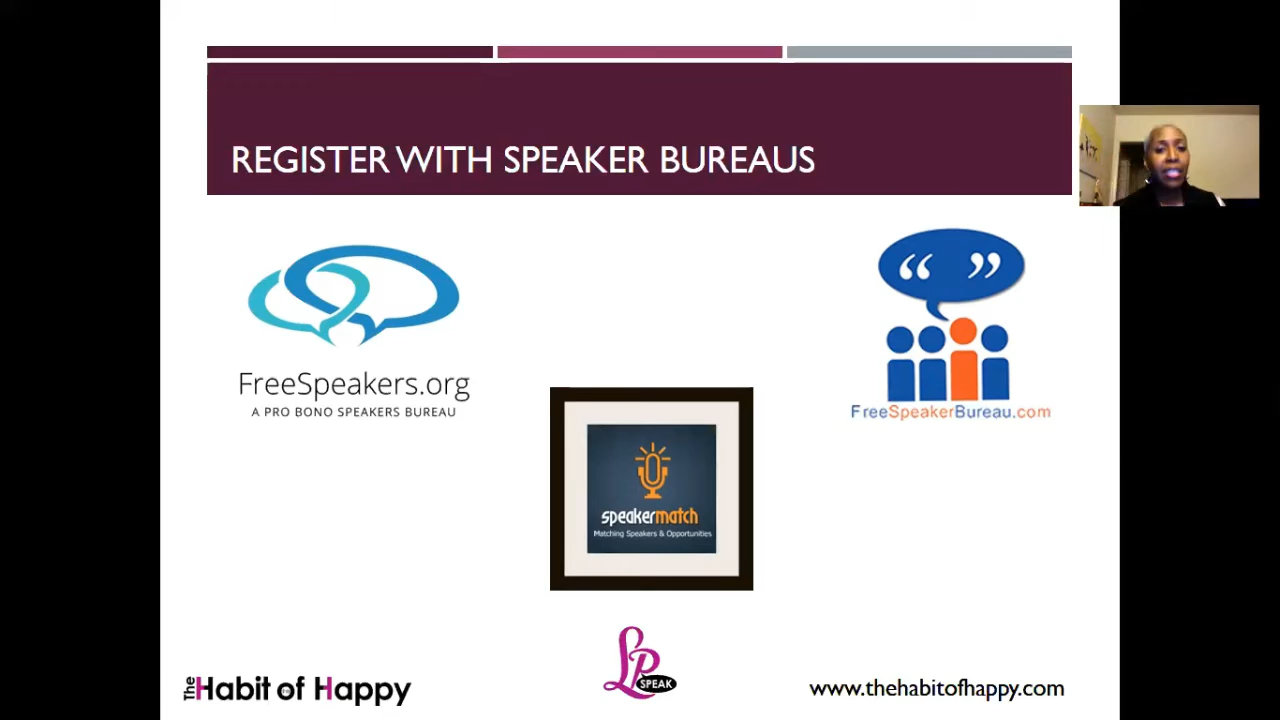 REGISTER WITH SPEAKER BUREAUS
FreeSpeakers.org
A PRO BONO SPEAKERS BUREAU
“ ”
FreeSpeakerBureau.com
speakermatch
Matching Speakers & Opportunities
The Habit of Happy
LP
SPEAK
www.thehabitofhappy.com